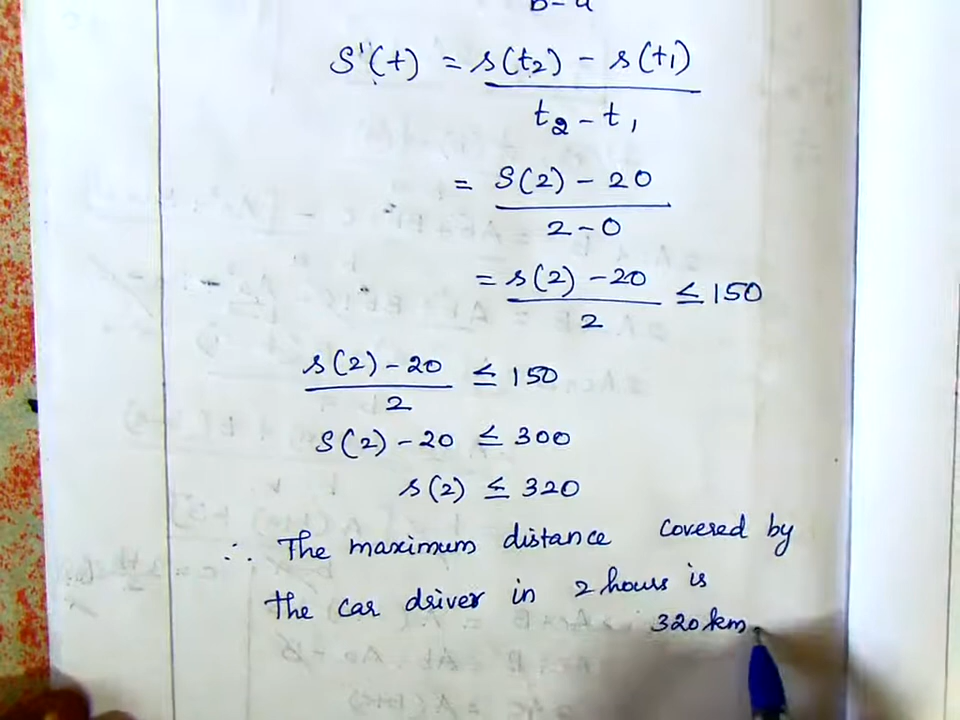 b-a
S'(t) = s(t2) - s(t1)
t2 - t1
= S(2) - 20
2-0
= s(2) - 20 ≤ 150
2
s(2) - 20 ≤ 150
2
S(2) - 20 ≤ 300
s(2) ≤ 320
∴ The maximum distance covered by
the car driver in 2 hours is
320 km.